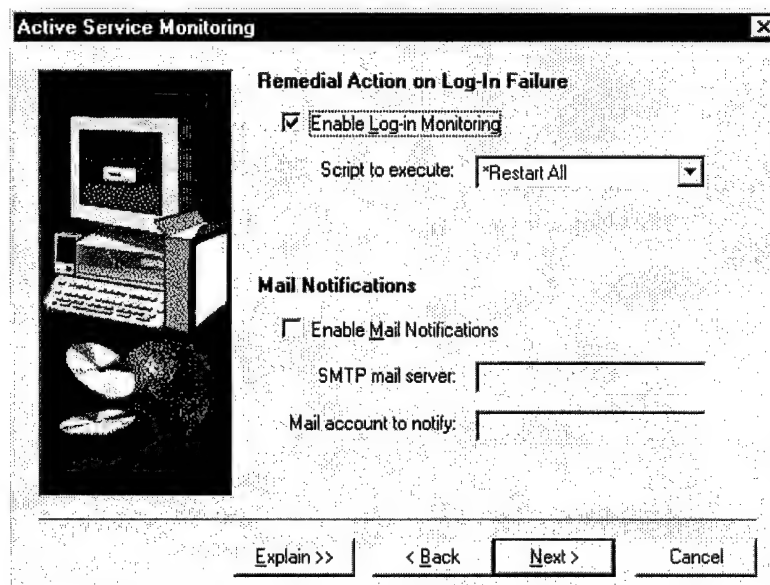 Active Service Monitoring
Remedial Action on Log-In Failure
Enable Log-in Monitoring
Script to execute: *Restart All
Mail Notifications
Enable Mail Notifications
SMTP mail server:
Mail account to notify:
Explain >> < Back Next > Cancel